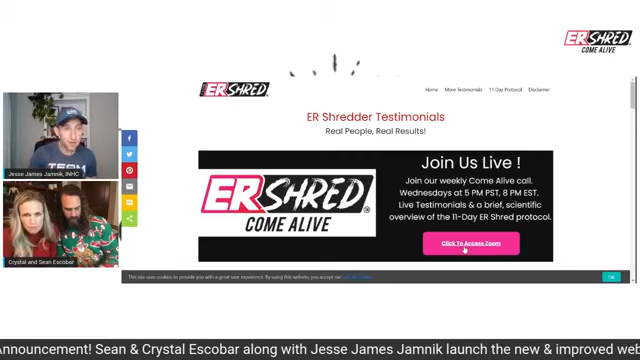 ER SHRED
COME ALIVE
ER SHRED
Home More Testimonials 11 Day Protocol Disclaimer
ER Shredder Testimonials
Real People, Real Results!
ER SHRED
COME ALIVE
Join Us Live !
Join our weekly Come Alive call.
Wednesdays at 5 PM PST, 8 PM EST.
Live Testimonials & a brief, scientific
overview of the 11-Day ER Shred protocol.
Click To Access Zoom
TEAM
Jesse James Jamnik, INHC
Crystal and Sean Escobar
This site uses cookies to provide you with a great user experience. By using this website, you accept our
Announcement! Sean & Crystal Escobar along with Jesse James Jamnik launch the new & improved web